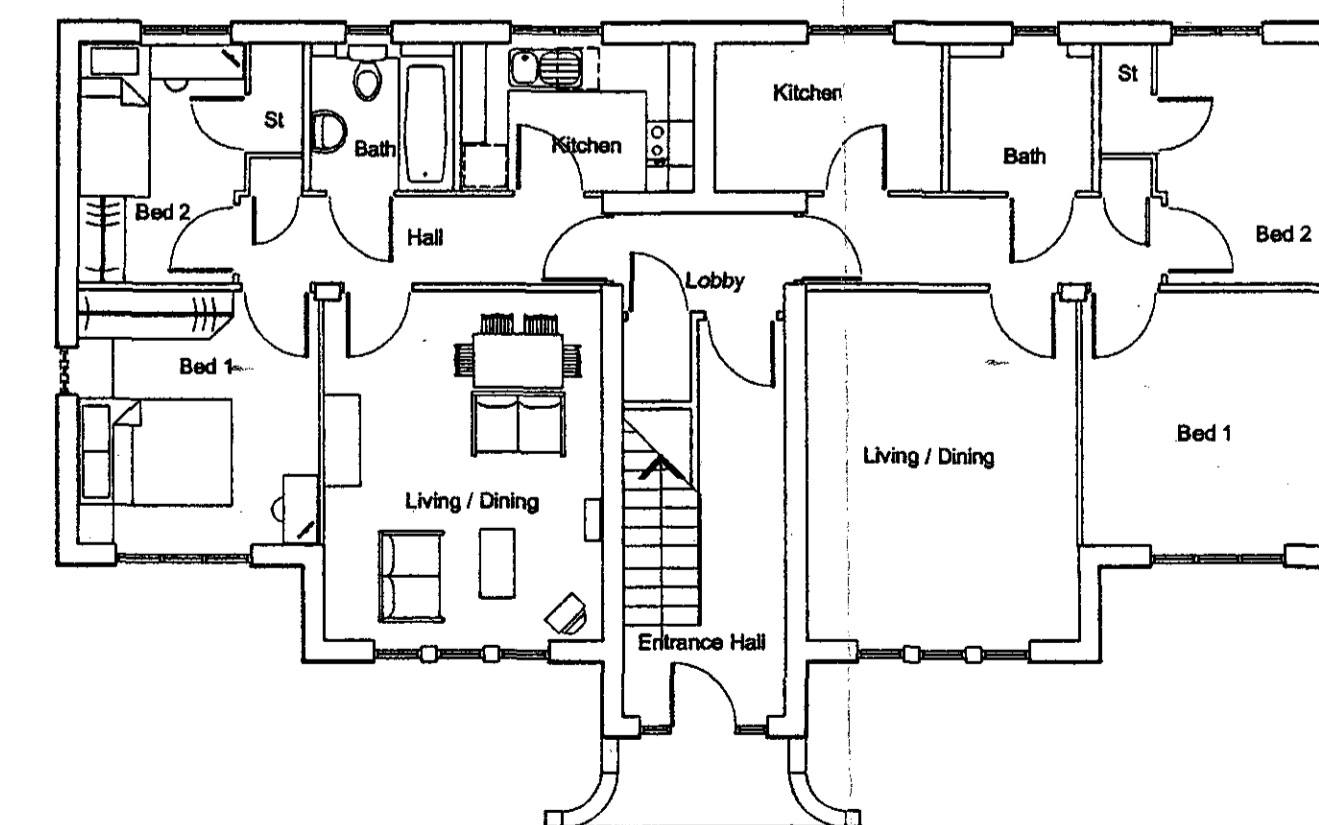 St
Bath
Kitchen
Kitchen
Bath
St
Bed 2
Hall
Lobby
Bed 2
Bed 1
Living / Dining
Entrance Hall
Living / Dining
Bed 1